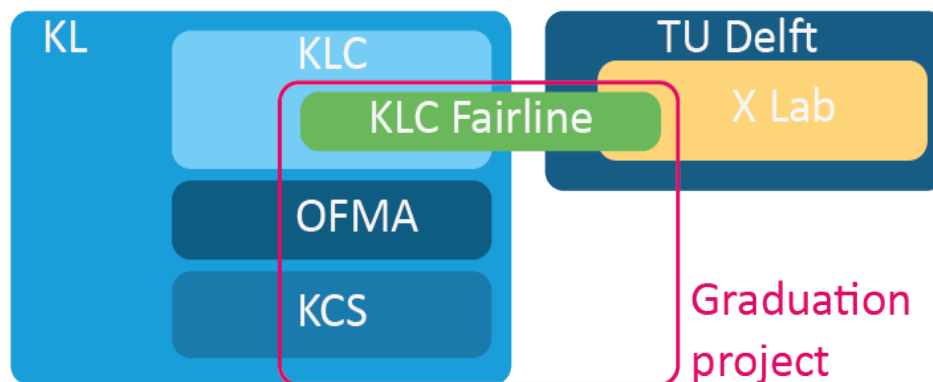 KL
KLC
TU Delft
X Lab
KLC Fairline
OFMA
KCS
Graduation
project